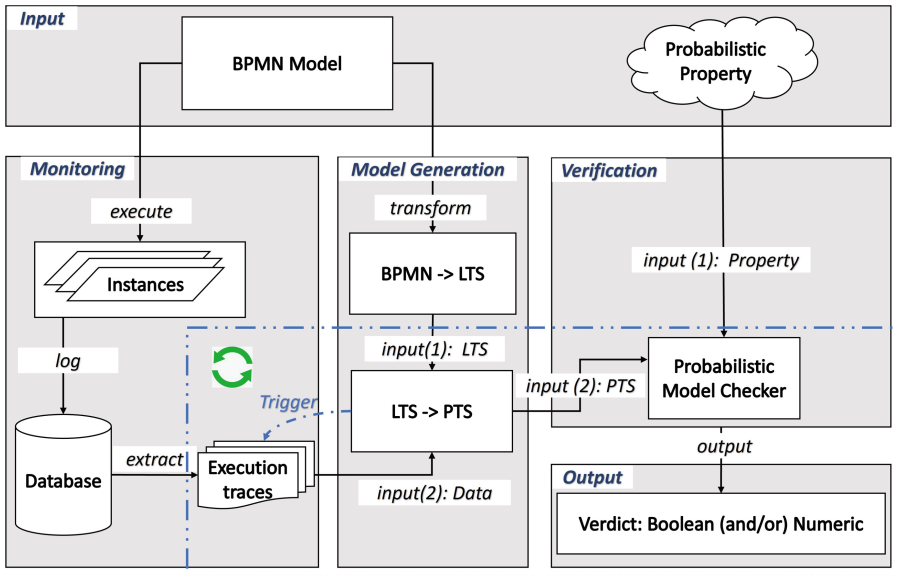 Input
BPMN Model
Probabilistic
Property
Monitoring
execute
Instances
log
Database
extract
Execution
traces
Trigger
Model Generation
transform
BPMN -> LTS
input(1): LTS
LTS -> PTS
input(2): Data
Verification
input (1): Property
input (2): PTS
Probabilistic
Model Checker
output
Output
Verdict: Boolean (and/or) Numeric